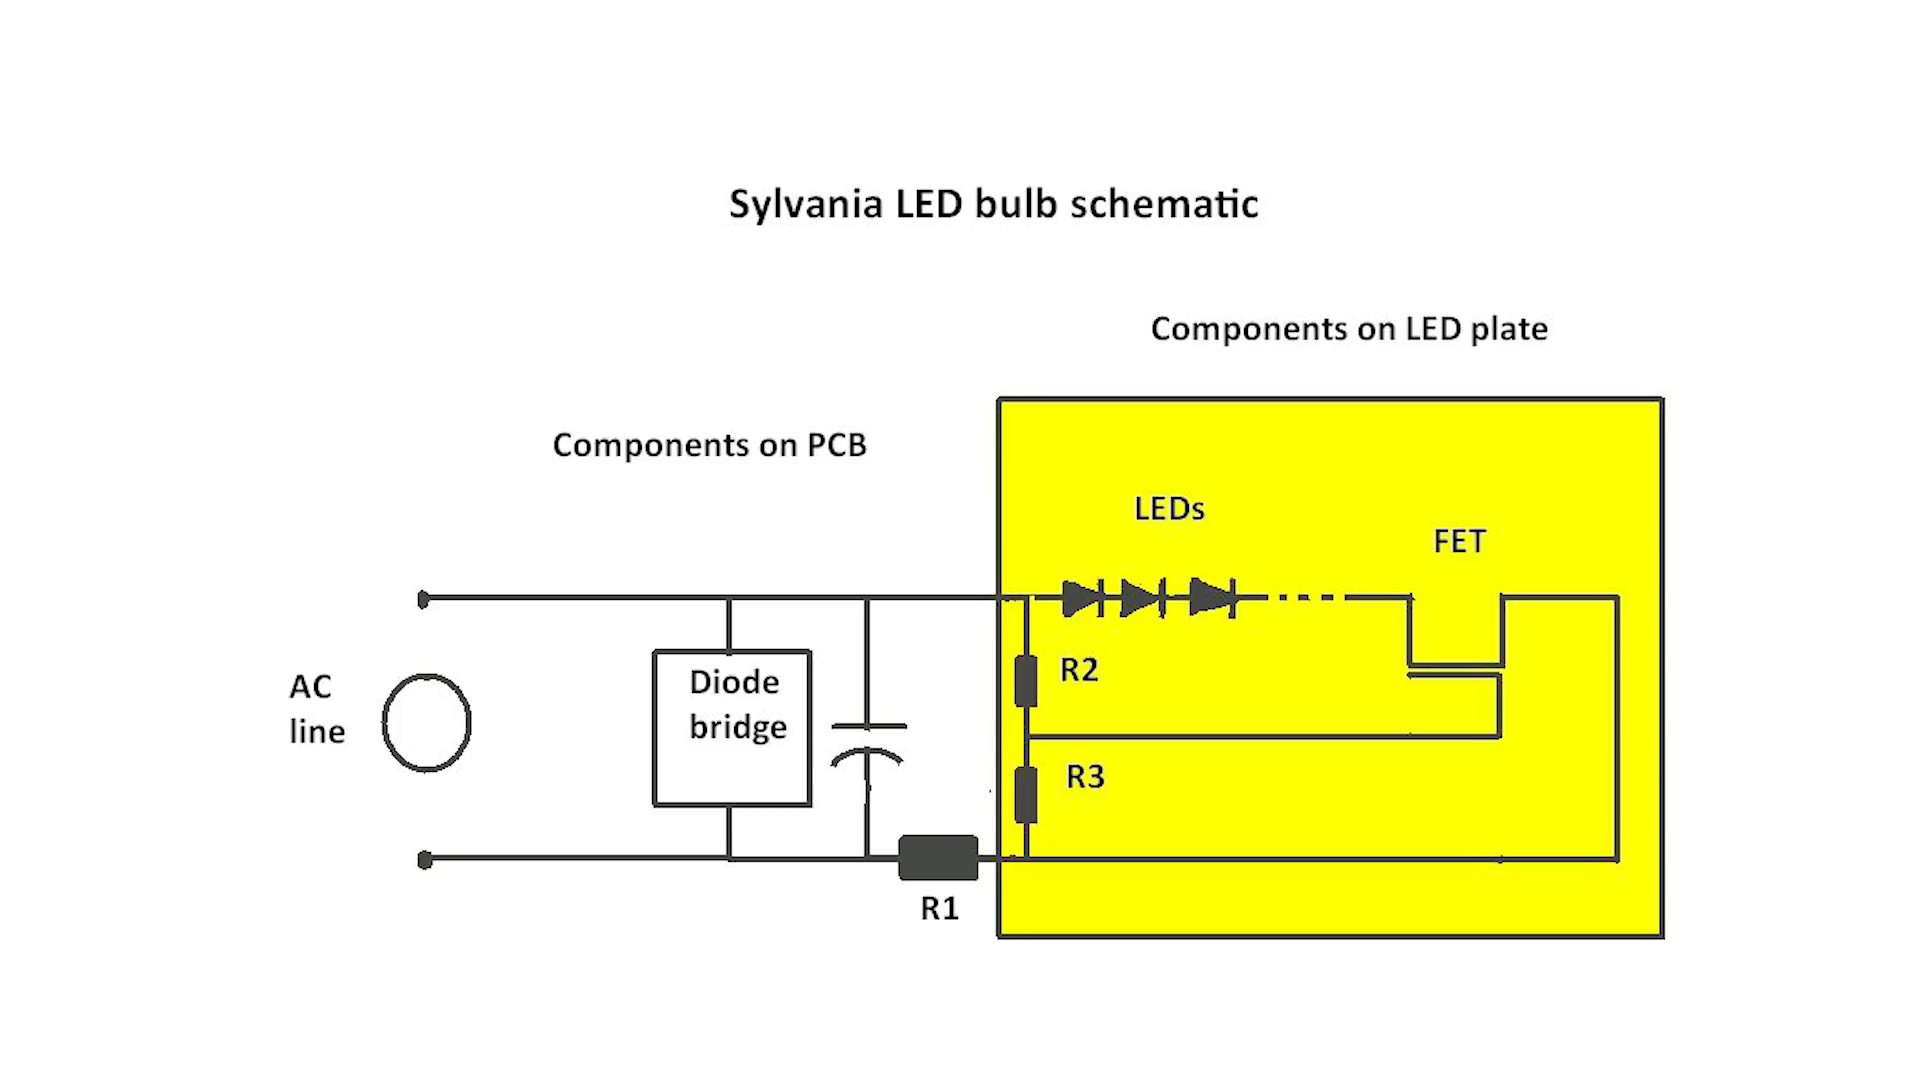 Sylvania LED bulb schematic
Components on LED plate
Components on PCB
LEDs
FET
AC
line
Diode
bridge
R2
R3
R1